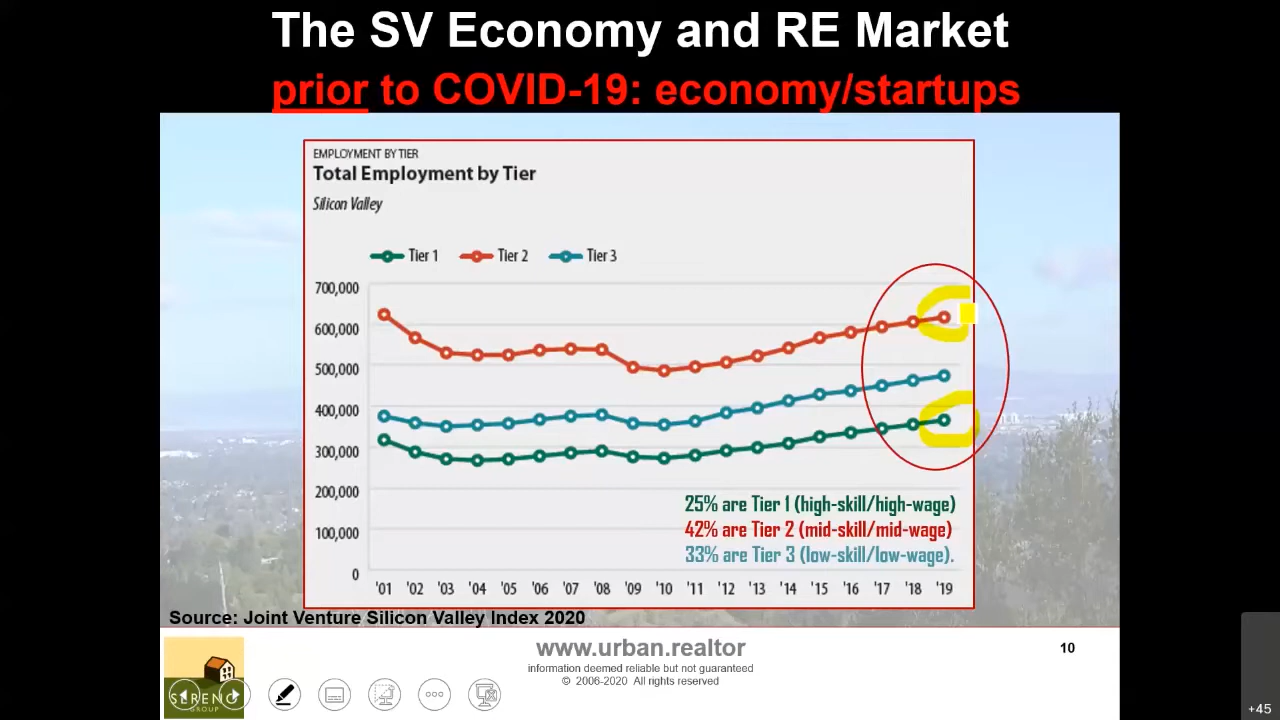 The SV Economy and RE Market
prior to COVID-19: economy/startups
EMPLOYMENT BY TIER
Total Employment by Tier
Silicon Valley
Tier 1 Tier 2 Tier 3
700,000
600,000
500,000
400,000
300,000
200,000
100,000
0
25% are Tier 1 (high-skill/high-wage)
42% are Tier 2 (mid-skill/mid-wage)
33% are Tier 3 (low-skill/low-wage).
'01 '02 '03 '04 '05 '06 '07 '08 '09 '10 '11 '12 '13 '14 '15 '16 '17 '18 '19
Source: Joint Venture Silicon Valley Index 2020
www.urban.realtor
information deemed reliable but not guaranteed
© 2006-2020 All rights reserved
10
SERENO
GROUP
+45